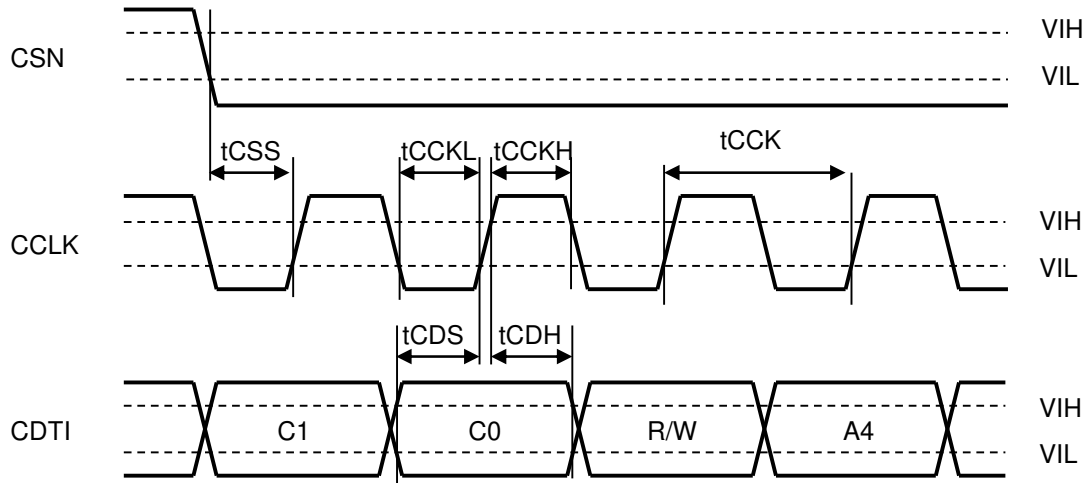 VIH
CSN
VIL
tCSS
tCCKL
tCCKH
tCCK
VIH
CCLK
VIL
tCDS
tCDH
VIH
CDTI
C1
C0
R/W
A4
VIL